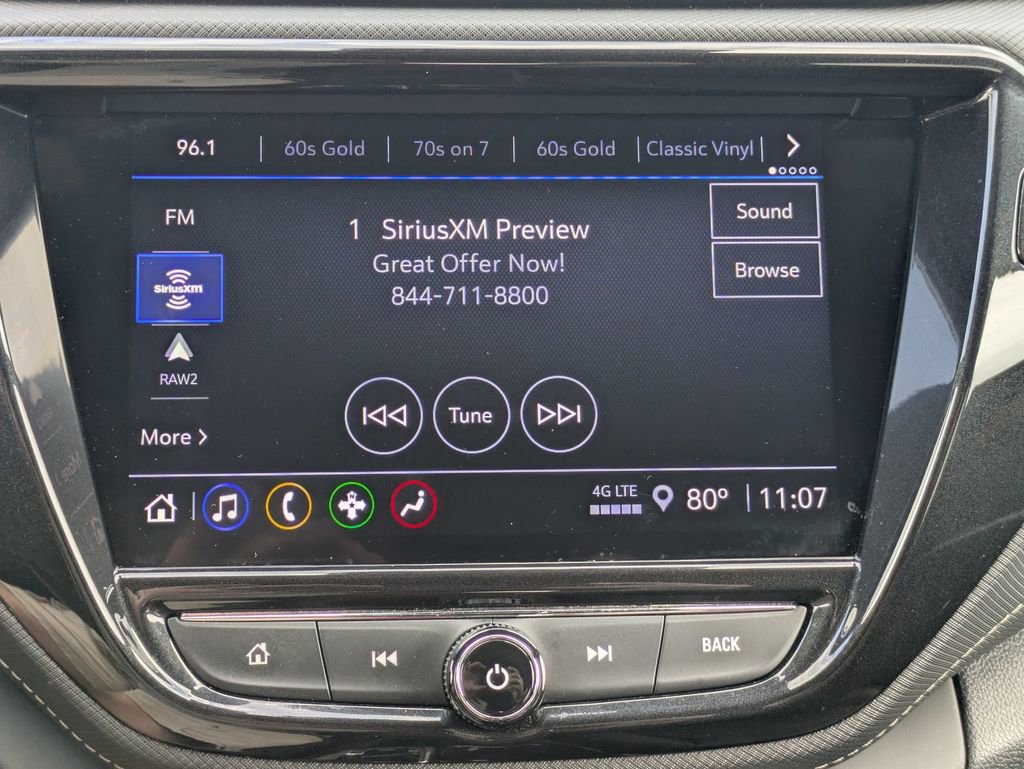 96.1 60s Gold 70s on 7 60s Gold Classic Vinyl
FM
SiriusXM
RAW2
More
1 SiriusXM Preview
Great Offer Now!
844-711-8800
Sound
Browse
Tune
4G LTE
80° 11:07
BACK